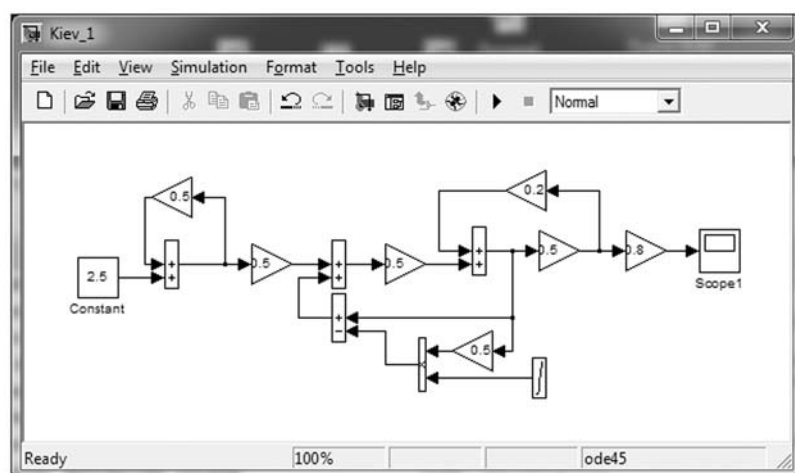 Kiev_1
File Edit View Simulation Format Tools Help
Normal
0.5
0.2
2.5
+
+
0.5
+
+
0.5
+
+
0.5
0.8
Constant
Scope1
+
−
0.5
Ready 100% ode45